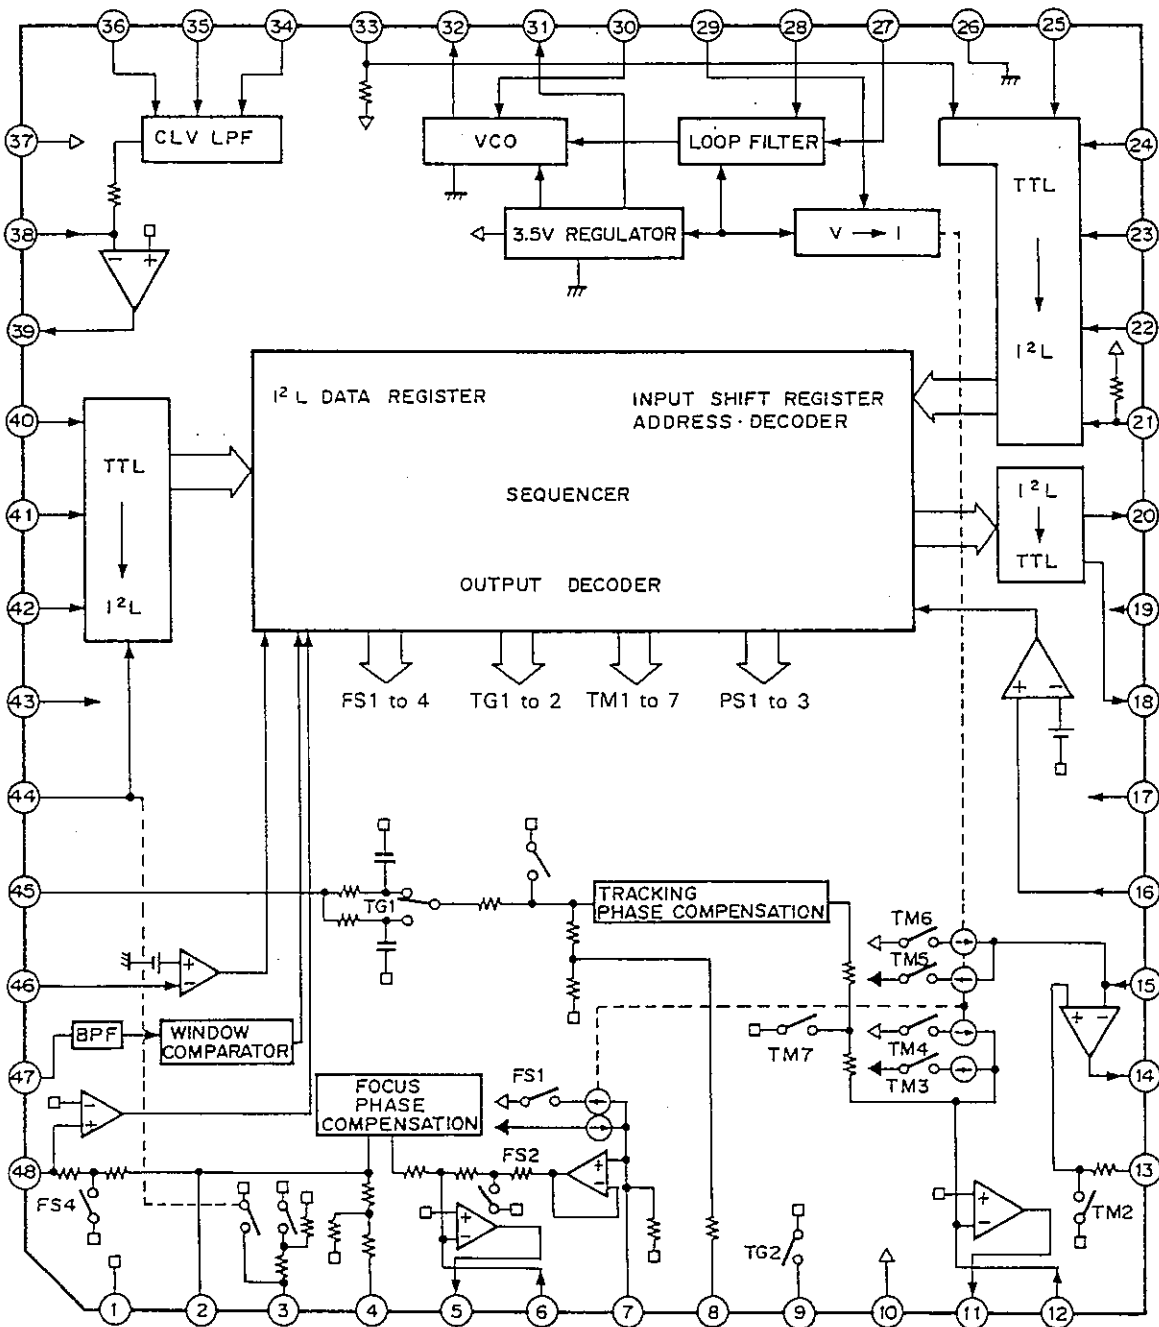 36 35 34 33 32 31 30 29 28 27 26 25
CLV LPF
VCO
LOOP FILTER
37
24
TTL
3.5V REGULATOR
V → I
38
23
− +
39
22
I²L
I²L DATA REGISTER
INPUT SHIFT REGISTER
ADDRESS·DECODER
40
21
TTL
SEQUENCER
I²L
41
20
TTL
OUTPUT DECODER
I²L
42
19
FS1 to 4 TG1 to 2 TM1 to 7 PS1 to 3
43
+ −
18
44
17
45
TG1
TRACKING
PHASE COMPENSATION
16
TM6
TM5
+
−
46
15
+ −
BPF
WINDOW
COMPARATOR
TM7
TM4
TM3
47
14
FOCUS
PHASE
COMPENSATION
FS1
−
+
48
FS2
+
−
13
FS4
+
−
TG2
+
−
TM2
1 2 3 4 5 6 7 8 9 10 11 12